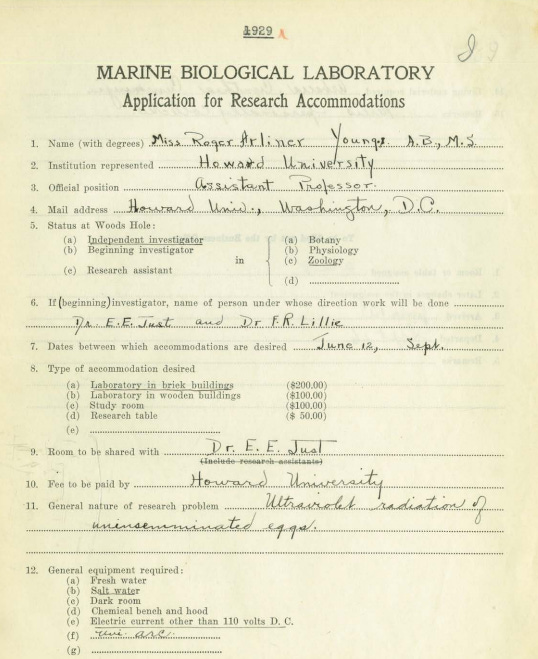 1929 A
MARINE BIOLOGICAL LABORATORY
Application for Research Accommodations
1. Name (with degrees) Miss Roger Arliner Young. A.B., M.S.
2. Institution represented Howard University
3. Official position Assistant Professor.
4. Mail address Howard Univ., Washington, D.C.
5. Status at Woods Hole:
(a) Independent investigator (a) Botany
(b) Beginning investigator (b) Physiology
in (c) Zoology
(c) Research assistant
(d)
6. If (beginning) investigator, name of person under whose direction work will be done
Dr. E.E. Just and Dr F.R. Lillie
7. Dates between which accommodations are desired June 12, Sept.
8. Type of accommodation desired
(a) Laboratory in brick buildings ($200.00)
(b) Laboratory in wooden buildings ($100.00)
(c) Study room ($100.00)
(d) Research table ($ 50.00)
(e)
9. Room to be shared with Dr. E. E. Just
(Include research assistants)
10. Fee to be paid by Howard University
11. General nature of research problem Ultraviolet radiation of
uninsemminated eggs.
12. General equipment required:
(a) Fresh water
(b) Salt water
(c) Dark room
(d) Chemical bench and hood
(e) Electric current other than 110 volts D. C.
(f) uvi. arc.
(g)